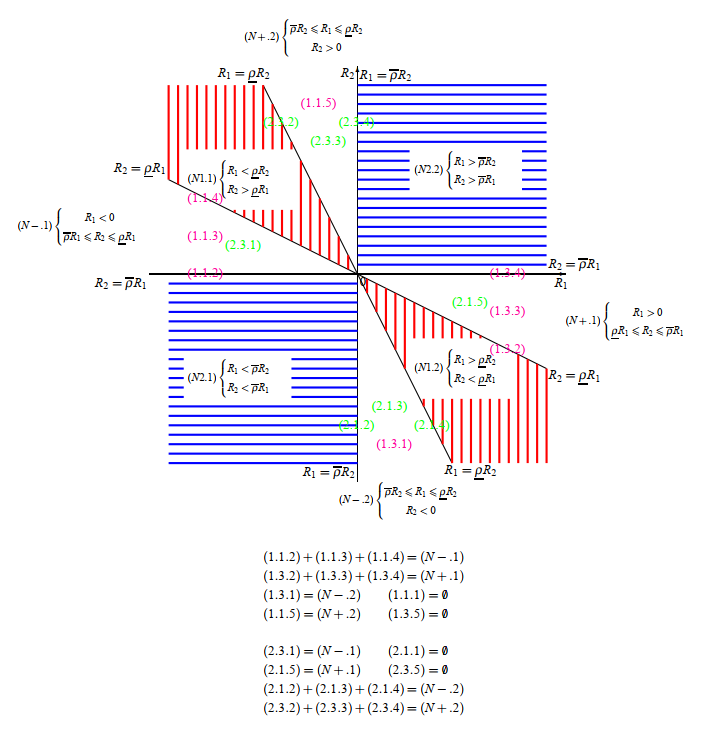 (N+.2) { ρ̅R₂ ⩽ R₁ ⩽ ρ̲R₂
R₂ > 0
R₁ = ρ̲R₂
R₂
R₁ = ρ̅R₂
(1.1.5)
(2.3.2)
(2.3.4)
(2.3.3)
R₂ = ρ̲R₁
(N1.1) { R₁ < ρ̲R₂
R₂ > ρ̲R₁
(N2.2) { R₁ > ρ̅R₂
R₂ > ρ̅R₁
(1.1.4)
(N−.1) { R₁ < 0
ρ̅R₁ ⩽ R₂ ⩽ ρ̲R₁
(1.1.3)
(2.3.1)
R₂ = ρ̅R₁
(1.1.2)
(1.3.4)
R₂ = ρ̅R₁
R₁
0
(2.1.5)
(1.3.3)
(N+.1) { R₁ > 0
ρ̲R₁ ⩽ R₂ ⩽ ρ̅R₁
(1.3.2)
(N2.1) { R₁ < ρ̅R₂
R₂ < ρ̅R₁
(N1.2) { R₁ > ρ̲R₂
R₂ < ρ̲R₁
R₂ = ρ̲R₁
(2.1.3)
(2.1.2)
(2.1.4)
(1.3.1)
R₁ = ρ̅R₂
R₁ = ρ̲R₂
(N−.2) { ρ̅R₂ ⩽ R₁ ⩽ ρ̲R₂
R₂ < 0
(1.1.2)+(1.1.3)+(1.1.4) = (N−.1)
(1.3.2)+(1.3.3)+(1.3.4) = (N+.1)
(1.3.1) = (N−.2) (1.1.1) = ∅
(1.1.5) = (N+.2) (1.3.5) = ∅
(2.3.1) = (N−.1) (2.1.1) = ∅
(2.1.5) = (N+.1) (2.3.5) = ∅
(2.1.2)+(2.1.3)+(2.1.4) = (N−.2)
(2.3.2)+(2.3.3)+(2.3.4) = (N+.2)